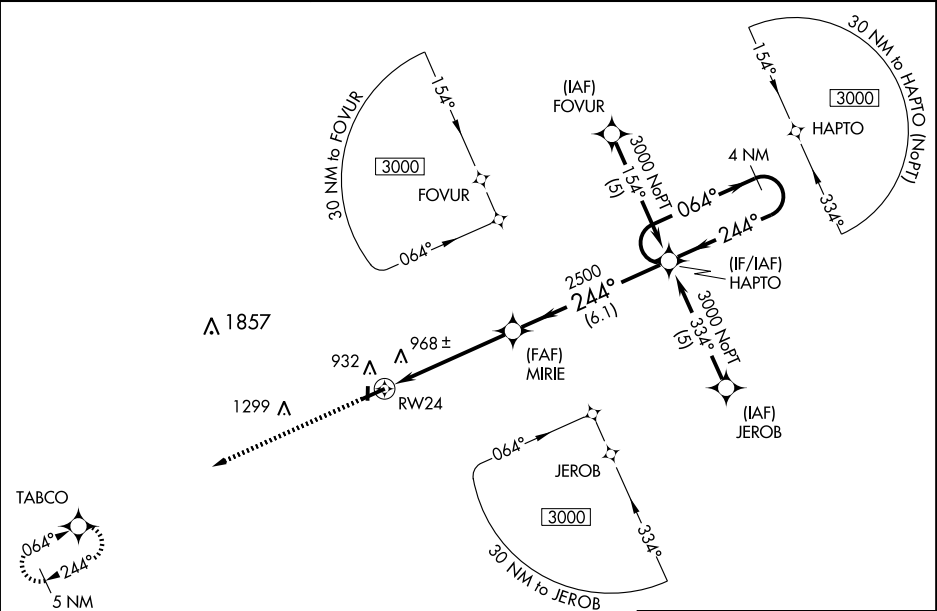 30 NM to FOVUR
154°
3000
FOVUR
064°
(IAF)
FOVUR
3000 NoPT
154°
(5)
4 NM
064°
244°
30 NM to HAPTO (NoPT)
154°
3000
HAPTO
334°
(IF/IAF)
HAPTO
2500
244°
(6.1)
3000 NoPT
334°
(5)
(IAF)
JEROB
(FAF)
MIRIE
1857
968 ±
932
RW24
1299
064°
JEROB
3000
334°
30 NM to JEROB
TABCO
064°
244°
5 NM